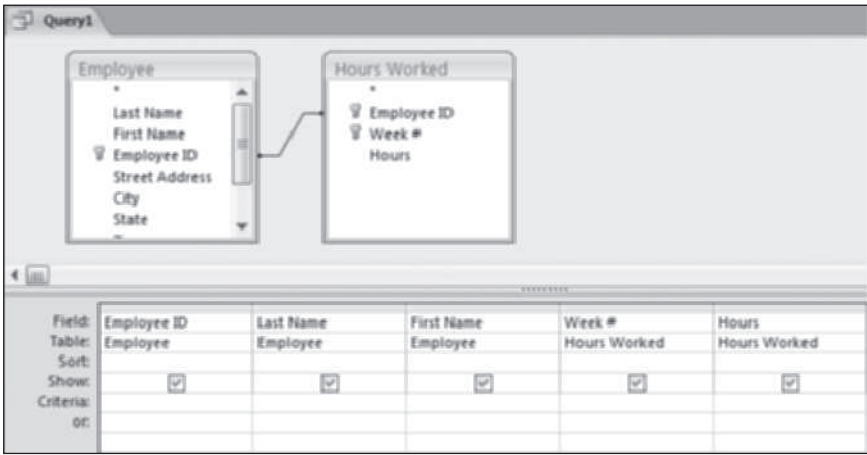 Query1
Employee
*
Last Name
First Name
Employee ID
Street Address
City
State
Hours Worked
*
Employee ID
Week #
Hours
Field: Employee ID Last Name First Name Week # Hours
Table: Employee Employee Employee Hours Worked Hours Worked
Sort:
Show:
Criteria:
or: